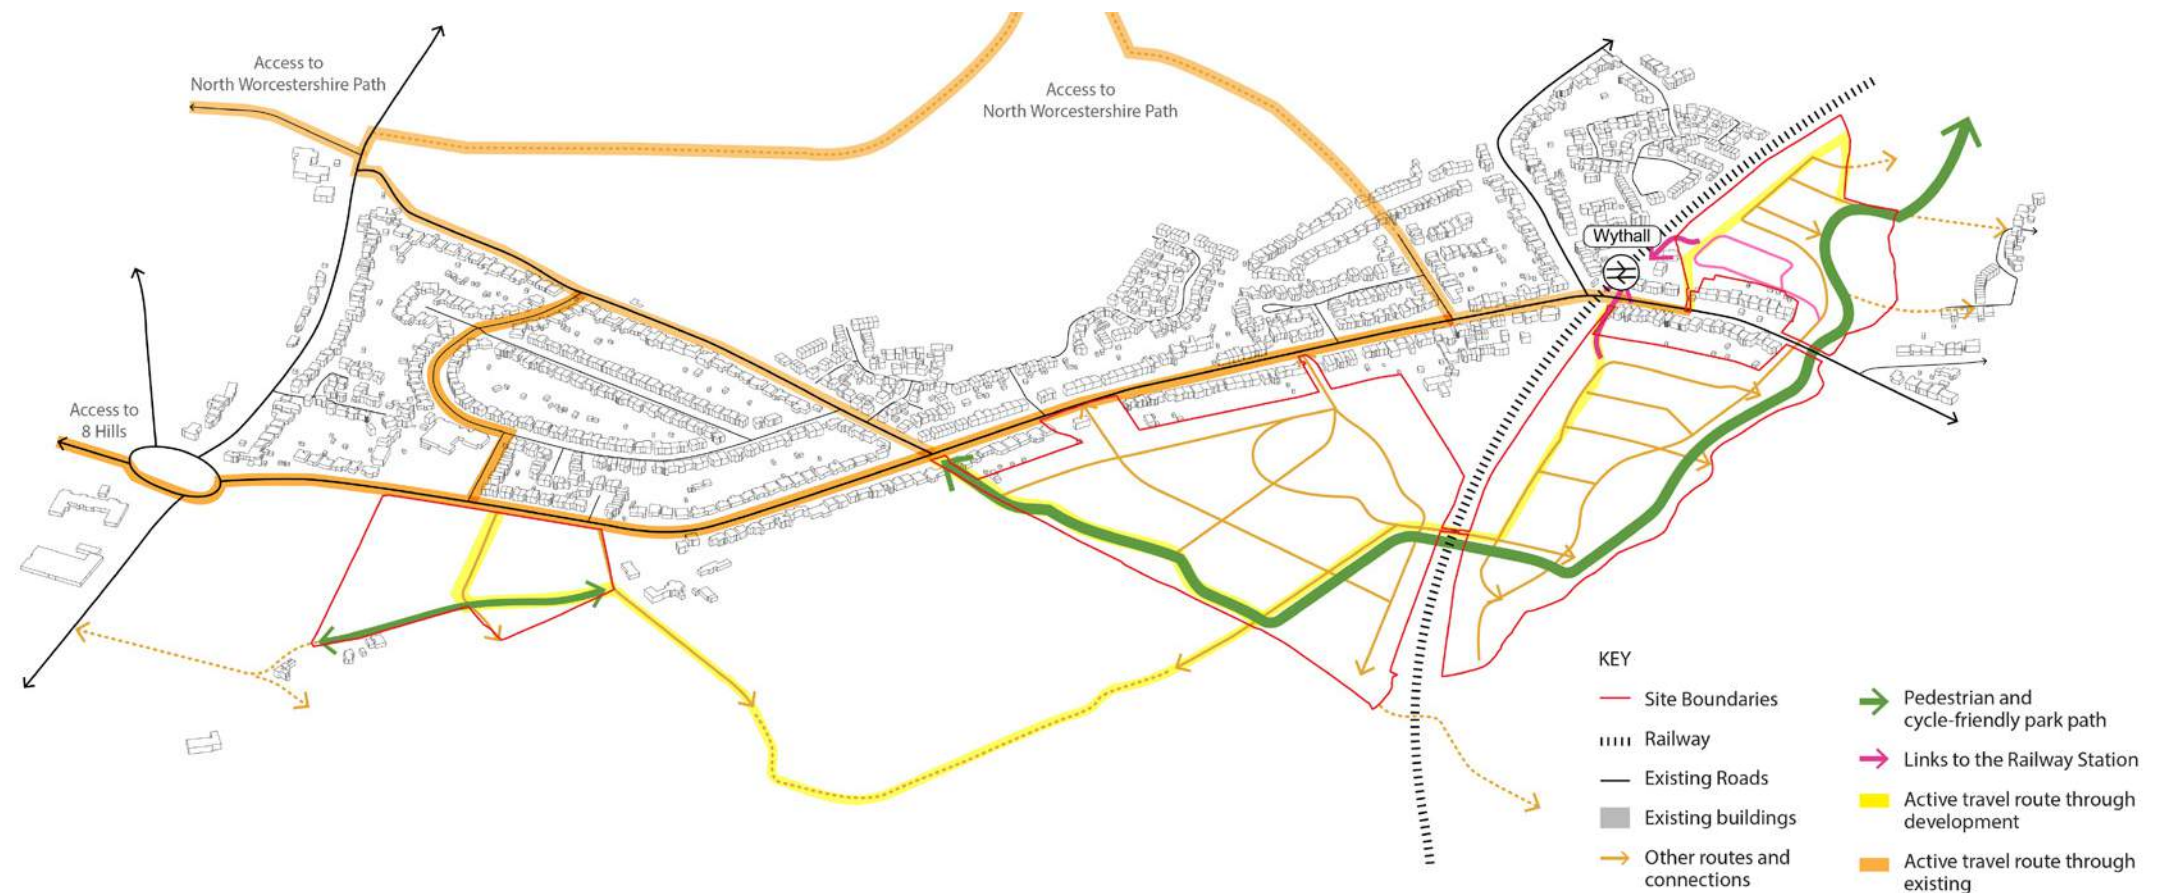 Access to
North Worcestershire Path
Access to
North Worcestershire Path
Wythall
Access to
8 Hills
KEY
Site Boundaries
Railway
Existing Roads
Existing buildings
Other routes and
connections
Pedestrian and
cycle-friendly park path
Links to the Railway Station
Active travel route through
development
Active travel route through
existing